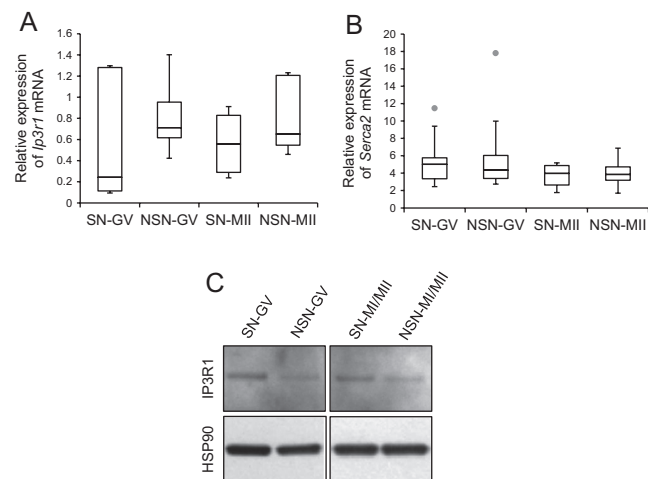 A
Relative expression
of Ip3r1 mRNA
1.6
1.4
1.2
1
0.8
0.6
0.4
0.2
0
SN-GV NSN-GV SN-MII NSN-MII
B
Relative expression
of Serca2 mRNA
20
18
16
14
12
10
8
6
4
2
0
SN-GV NSN-GV SN-MII NSN-MII
C
SN-GV
NSN-GV
SN-MI/MII
NSN-MI/MII
IP3R1
HSP90